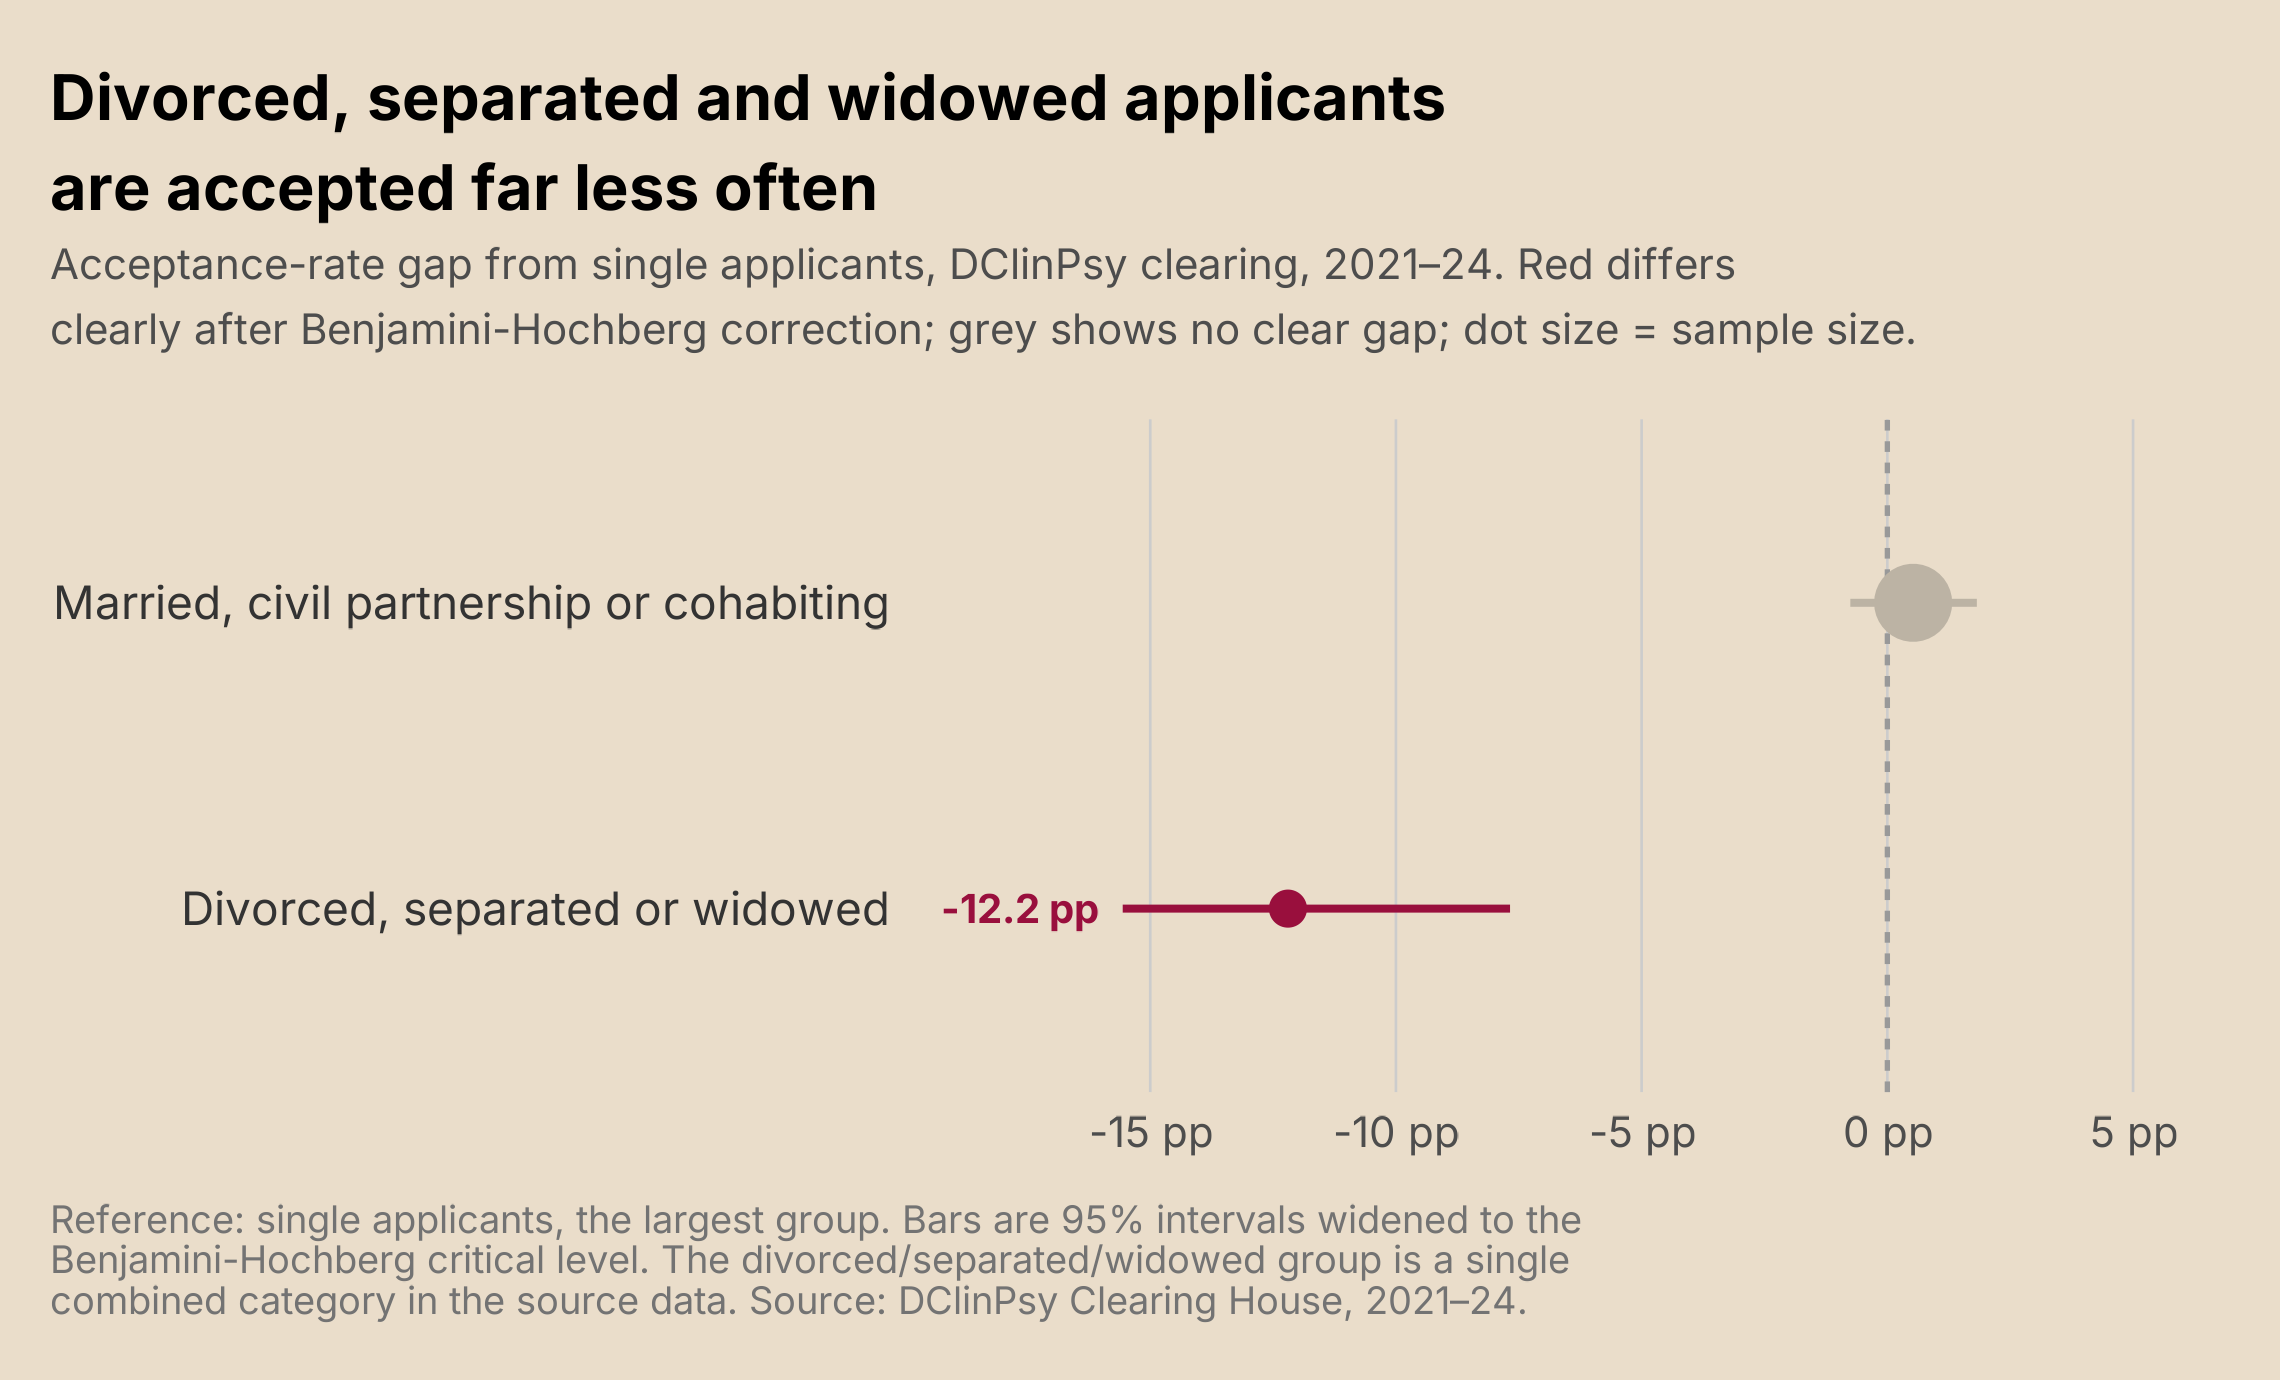 Divorced, separated and widowed applicants
are accepted far less often
Acceptance-rate gap from single applicants, DClinPsy clearing, 2021–24. Red differs
clearly after Benjamini-Hochberg correction; grey shows no clear gap; dot size = sample size.
Married, civil partnership or cohabiting
Divorced, separated or widowed
-12.2 pp
-15 pp
-10 pp
-5 pp
0 pp
5 pp
Reference: single applicants, the largest group. Bars are 95% intervals widened to the
Benjamini-Hochberg critical level. The divorced/separated/widowed group is a single
combined category in the source data. Source: DClinPsy Clearing House, 2021–24.